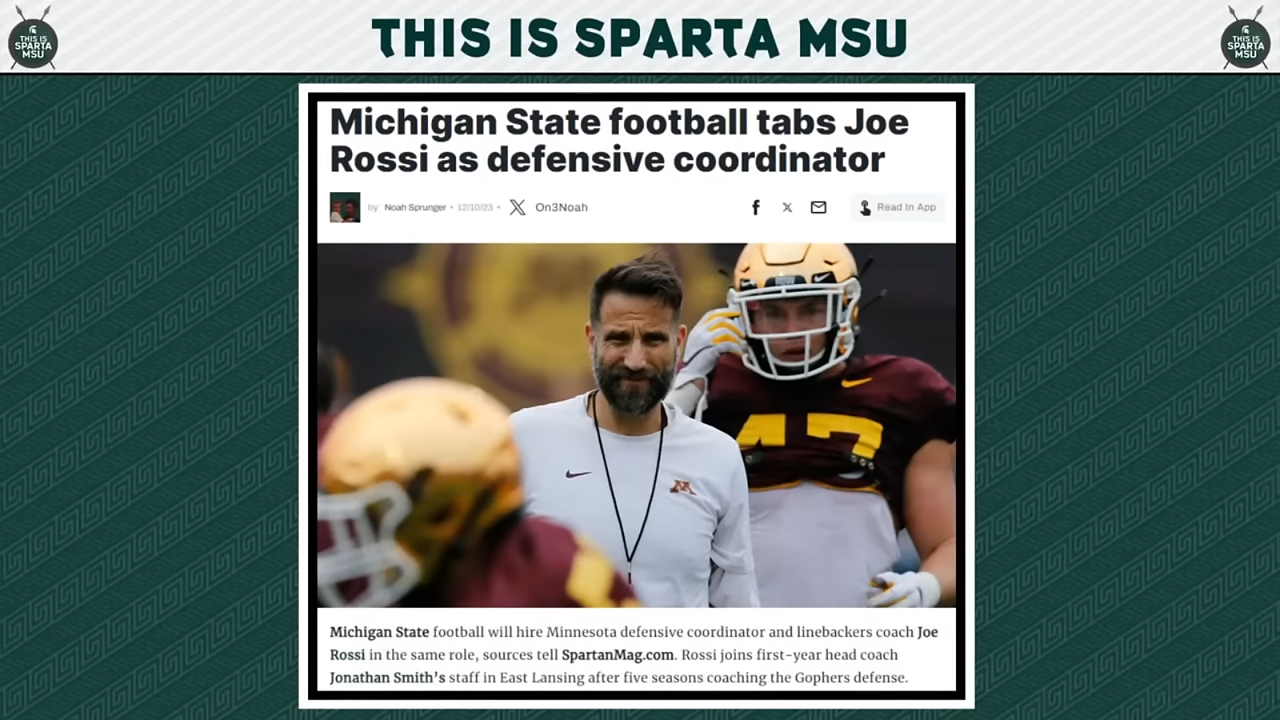 THIS IS SPARTA MSU
THIS IS
SPARTA
MSU
THIS IS
SPARTA
MSU
Michigan State football tabs Joe
Rossi as defensive coordinator
by: Noah Sprunger • 12/10/23 • On3Noah
Read In App
47
M
Michigan State football will hire Minnesota defensive coordinator and linebackers coach Joe
Rossi in the same role, sources tell SpartanMag.com. Rossi joins first-year head coach
Jonathan Smith's staff in East Lansing after five seasons coaching the Gophers defense.